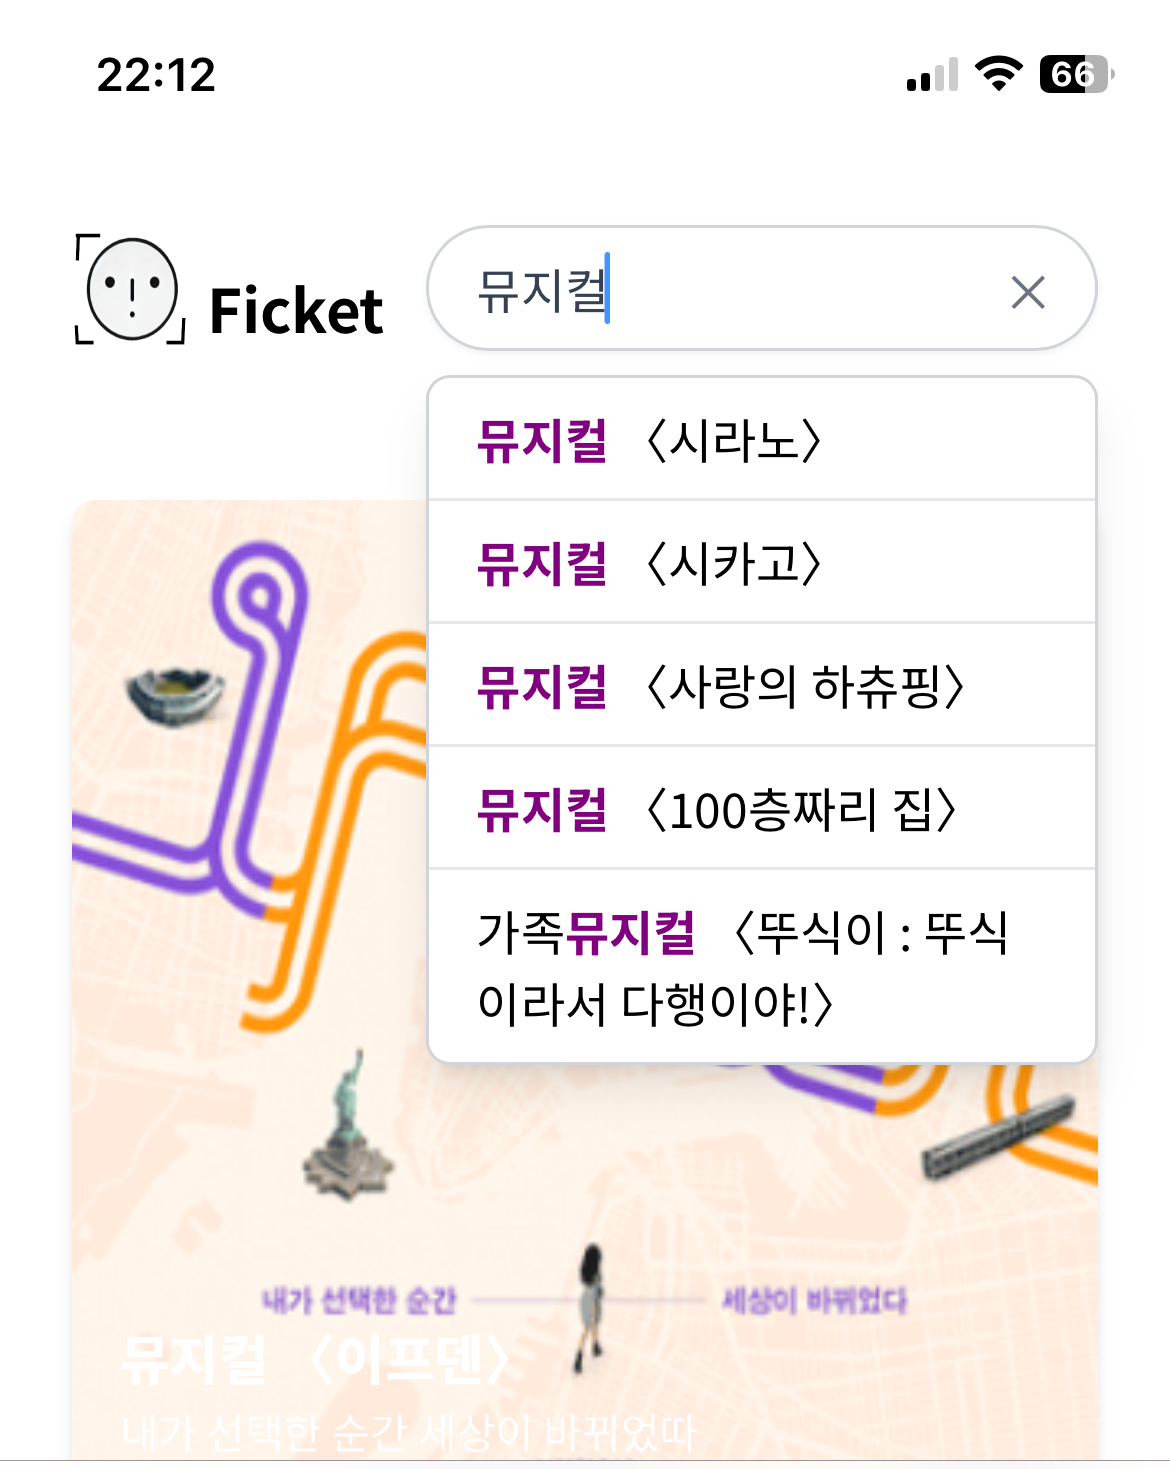 22:12
66
Ficket
뮤지컬
뮤지컬 〈시라노〉
뮤지컬 〈시카고〉
뮤지컬 〈사랑의 하츄핑〉
뮤지컬 〈100층짜리 집〉
가족뮤지컬 〈뚜식이 : 뚜식
이라서 다행이야!〉
내가 선택한 순간
세상이 바뀌었다
뮤지컬 〈이프덴〉
내가 선택한 순간 세상이 바뀌었따